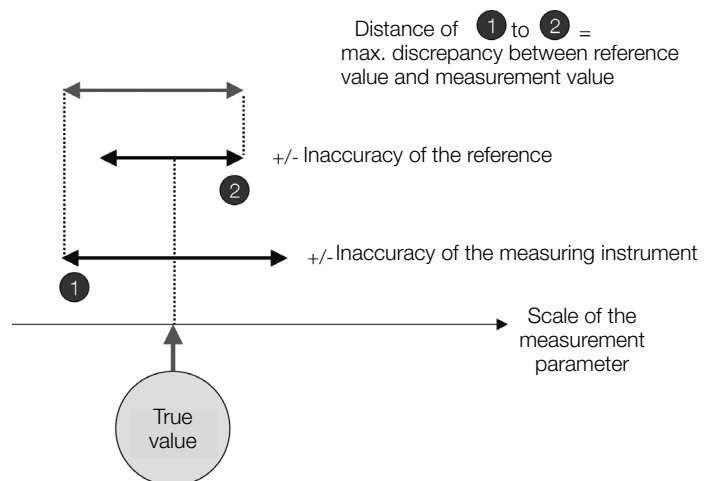 Distance of 1 to 2 =
max. discrepancy between reference
value and measurement value
+/- Inaccuracy of the reference
2
+/- Inaccuracy of the measuring instrument
1
Scale of the
measurement
parameter
True
value